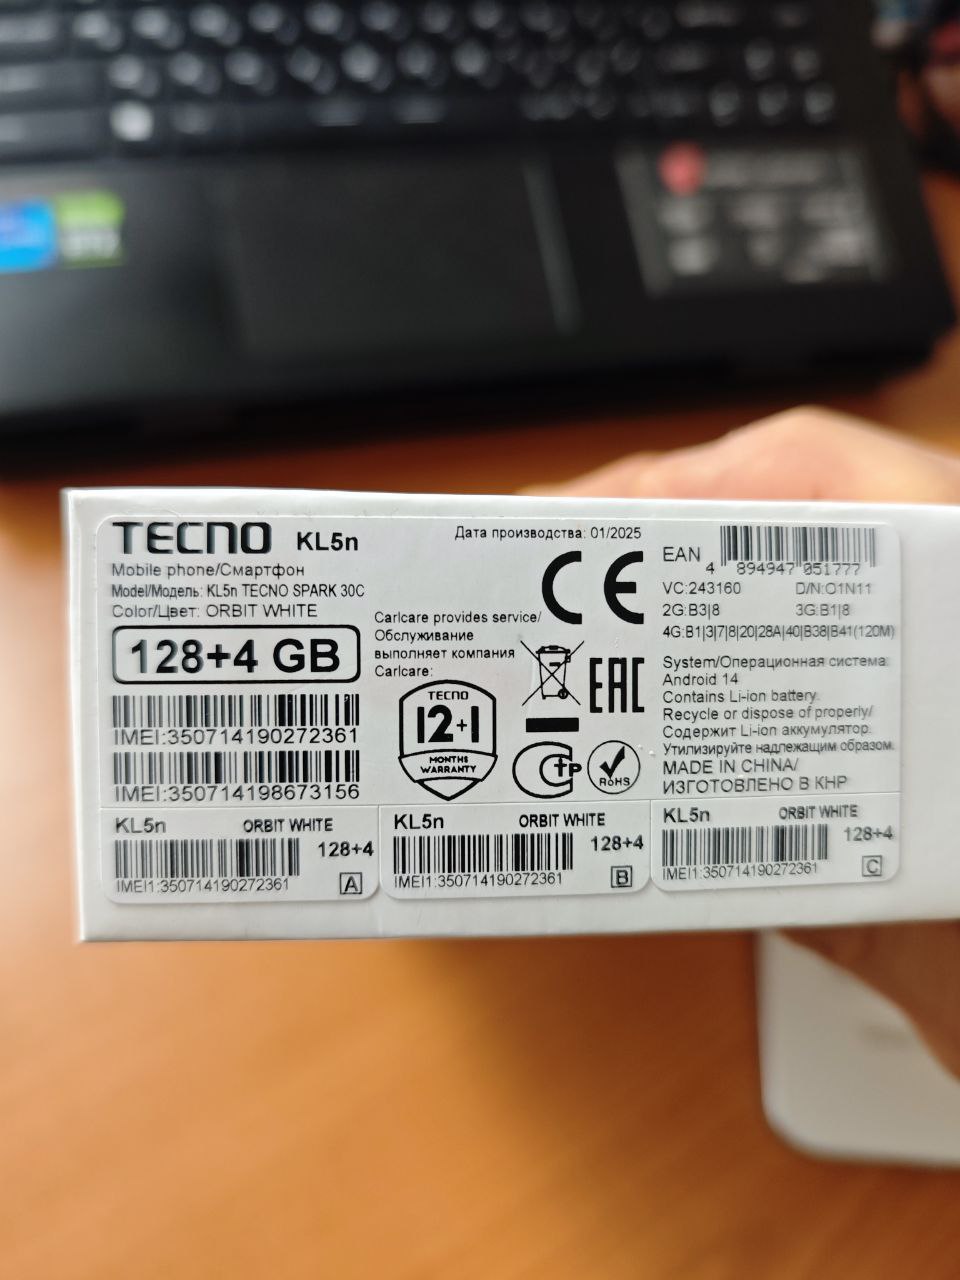 TECNO KL5n
Mobile phone/Смартфон
Model/Модель: KL5n TECNO SPARK 30C
Color/Цвет: ORBIT WHITE
128+4 GB
IMEI:350714190272361
IMEI:350714198673156
Дата производства: 01/2025
Carlcare provides service/
Обслуживание
выполняет компания
Carlcare:
CE
EAC
TECNO
12+1
MONTHS
WARRANTY
RoHS
EAN
4 894947 051777
VC:243160 D/N:O1N11
2G:B3|8 3G:B1|8
4G:B1|3|7|8|20|28A|40|B38|B41(120M)
System/Операционная система:
Android 14
Contains Li-ion battery.
Recycle or dispose of properly/
Содержит Li-ion аккумулятор.
Утилизируйте надлежащим образом.
MADE IN CHINA/
ИЗГОТОВЛЕНО В КНР
KL5n ORBIT WHITE
128+4
IMEI1:350714190272361 A
KL5n ORBIT WHITE
128+4
IMEI1:350714190272361 B
KL5n ORBIT WHITE
128+4
IMEI1:350714190272361 C